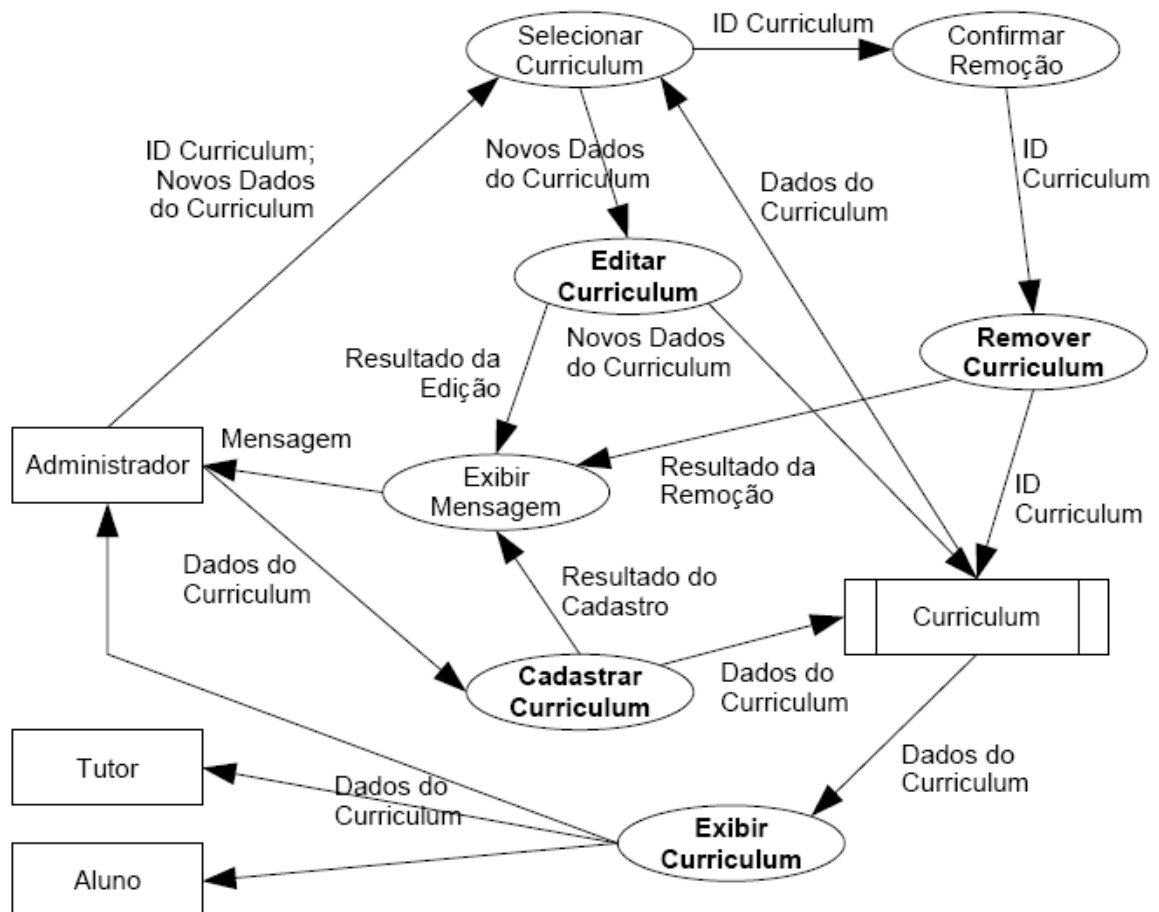 Selecionar
Curriculum
ID Curriculum
Confirmar
Remoção
ID Curriculum;
Novos Dados
do Curriculum
Novos Dados
do Curriculum
Dados do
Curriculum
ID
Curriculum
Editar
Curriculum
Novos Dados
do Curriculum
Remover
Curriculum
Resultado da
Edição
Administrador
Mensagem
Exibir
Mensagem
Resultado da
Remoção
ID
Curriculum
Dados do
Curriculum
Resultado do
Cadastro
Curriculum
Cadastrar
Curriculum
Dados do
Curriculum
Tutor
Dados do
Curriculum
Dados do
Curriculum
Exibir
Curriculum
Aluno